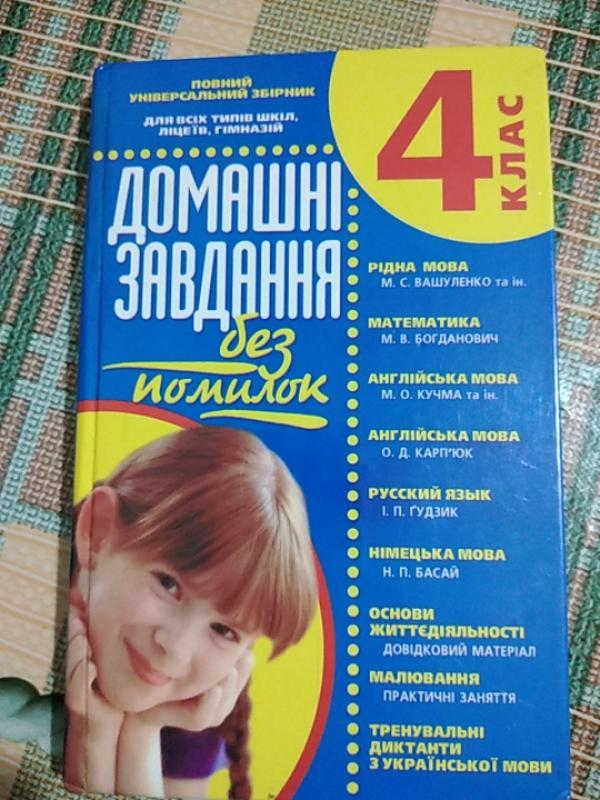 ПОВНИЙ
УНІВЕРСАЛЬНИЙ ЗБІРНИК
ДЛЯ ВСІХ ТИПІВ ШКІЛ,
ЛІЦЕЇВ, ГІМНАЗІЙ
4
КЛАС
ДОМАШНІ
ЗАВДАННЯ
без
помилок
РІДНА МОВА
М. С. ВАШУЛЕНКО та ін.
МАТЕМАТИКА
М. В. БОГДАНОВИЧ
АНГЛІЙСЬКА МОВА
М. О. КУЧМА та ін.
АНГЛІЙСЬКА МОВА
О. Д. КАРП'ЮК
РУССКИЙ ЯЗЫК
І. П. ҐУДЗИК
НІМЕЦЬКА МОВА
Н. П. БАСАЙ
ОСНОВИ
ЖИТТЄДІЯЛЬНОСТІ
ДОВІДКОВИЙ МАТЕРІАЛ
МАЛЮВАННЯ
ПРАКТИЧНІ ЗАНЯТТЯ
ТРЕНУВАЛЬНІ
ДИКТАНТИ
З УКРАЇНСЬКОЇ МОВИ